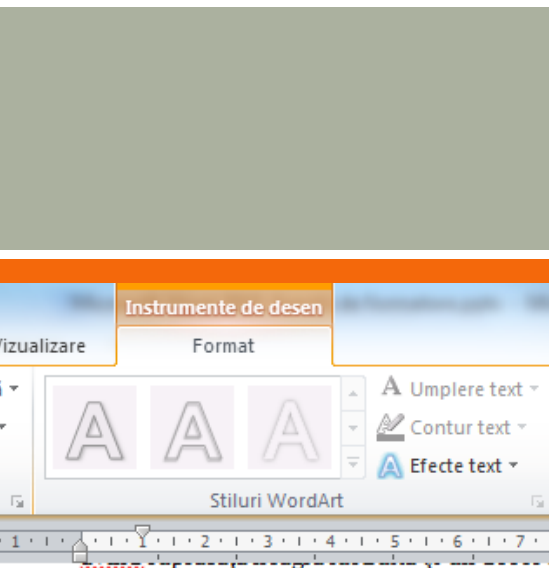 Instrumente de desen
Vizualizare Format
A Umplere text
Contur text
A A A A Efecte text
Stiluri WordArt
1 1 2 3 4 5 6 7